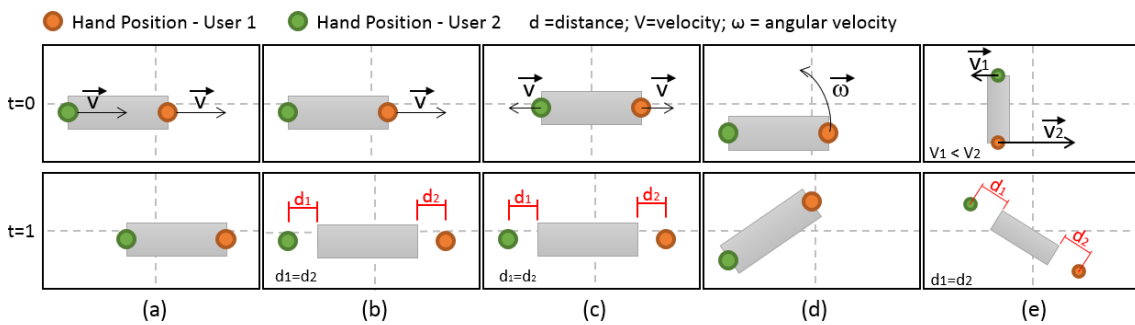 Hand Position - User 1 Hand Position - User 2 d =distance; V=velocity; ω = angular velocity
t=0
V V
V
V V
ω
V1
V2
V1 < V2
t=1
d1 d2
d1=d2
d1 d2
d1=d2
d1
d2
d1=d2
(a) (b) (c) (d) (e)